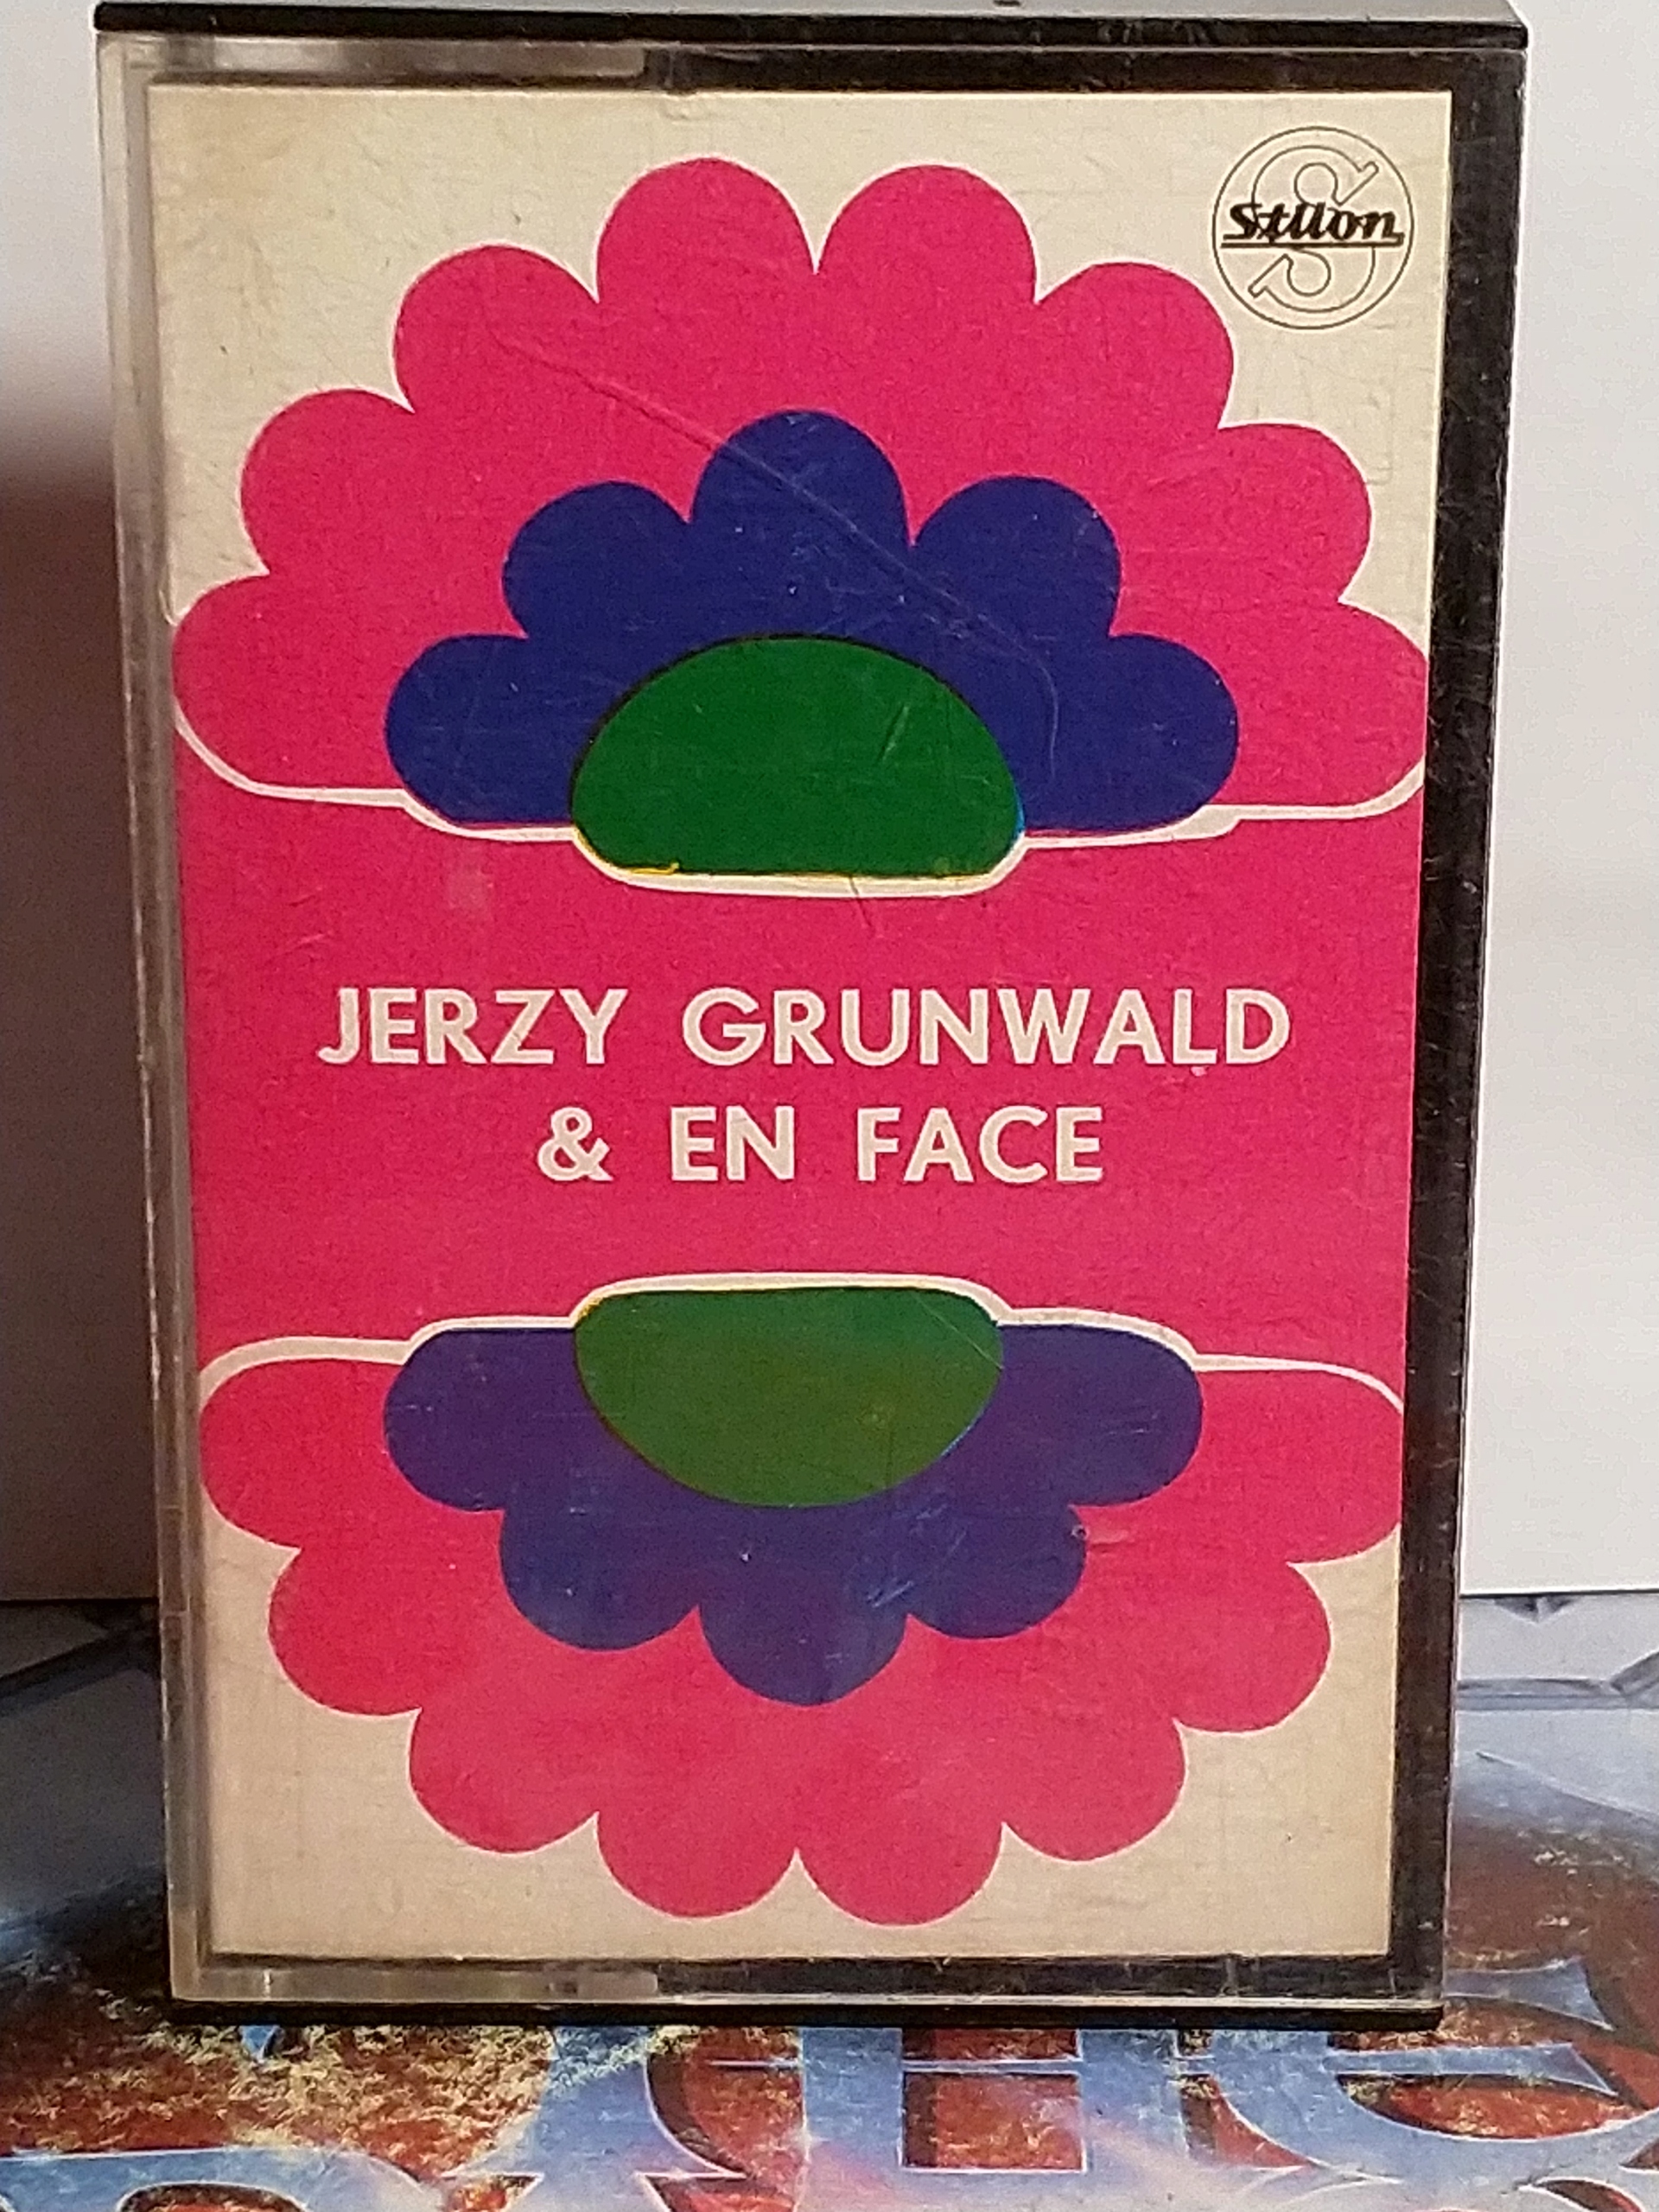 Stilon
JERZY GRUNWALD
& EN FACE